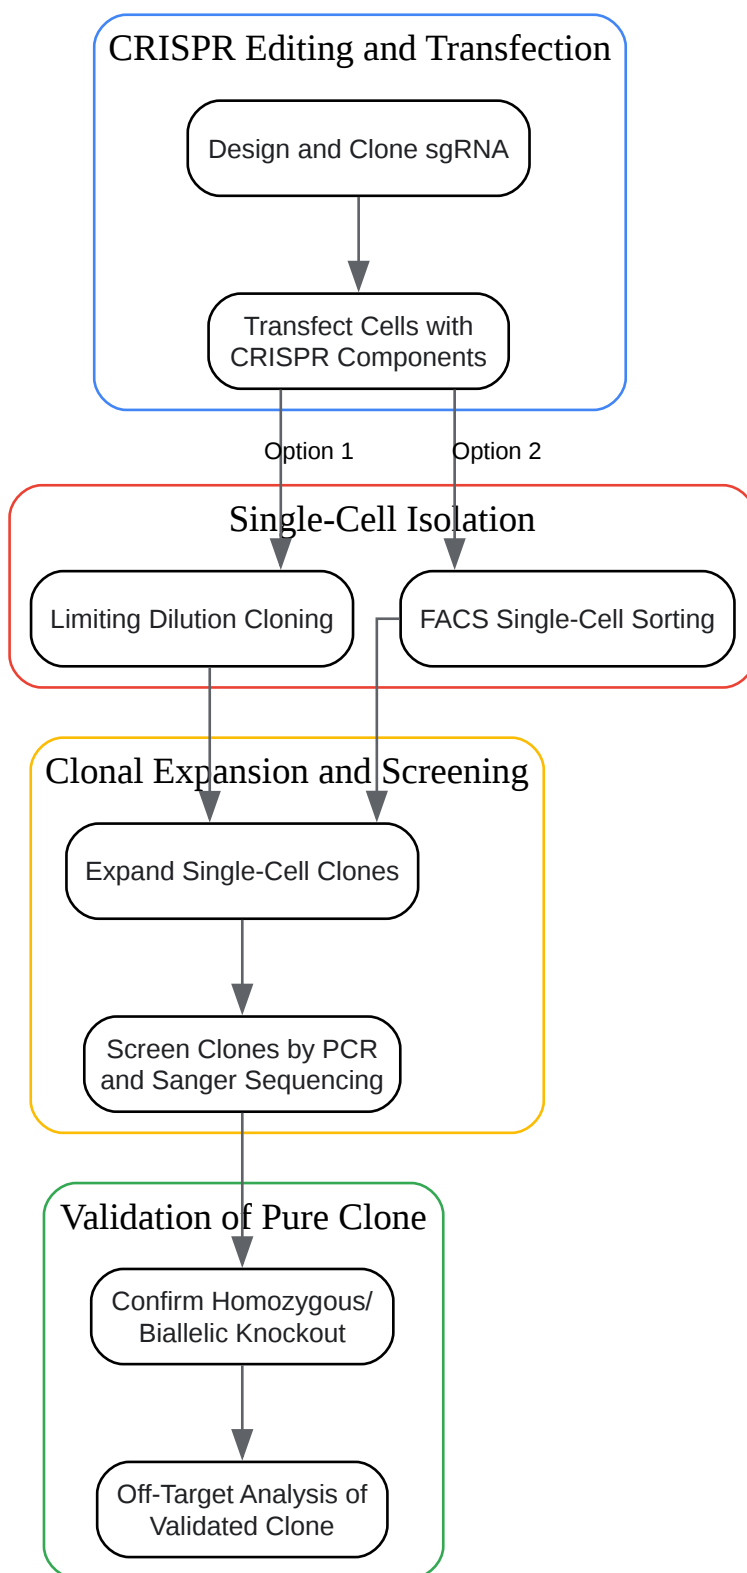 CRISPR Editing and Transfection
Design and Clone sgRNA
Transfect Cells with
CRISPR Components
Option 1
Option 2
Single-Cell Isolation
Limiting Dilution Cloning
FACS Single-Cell Sorting
Clonal Expansion and Screening
Expand Single-Cell Clones
Screen Clones by PCR
and Sanger Sequencing
Validation of Pure Clone
Confirm Homozygous/
Biallelic Knockout
Off-Target Analysis of
Validated Clone